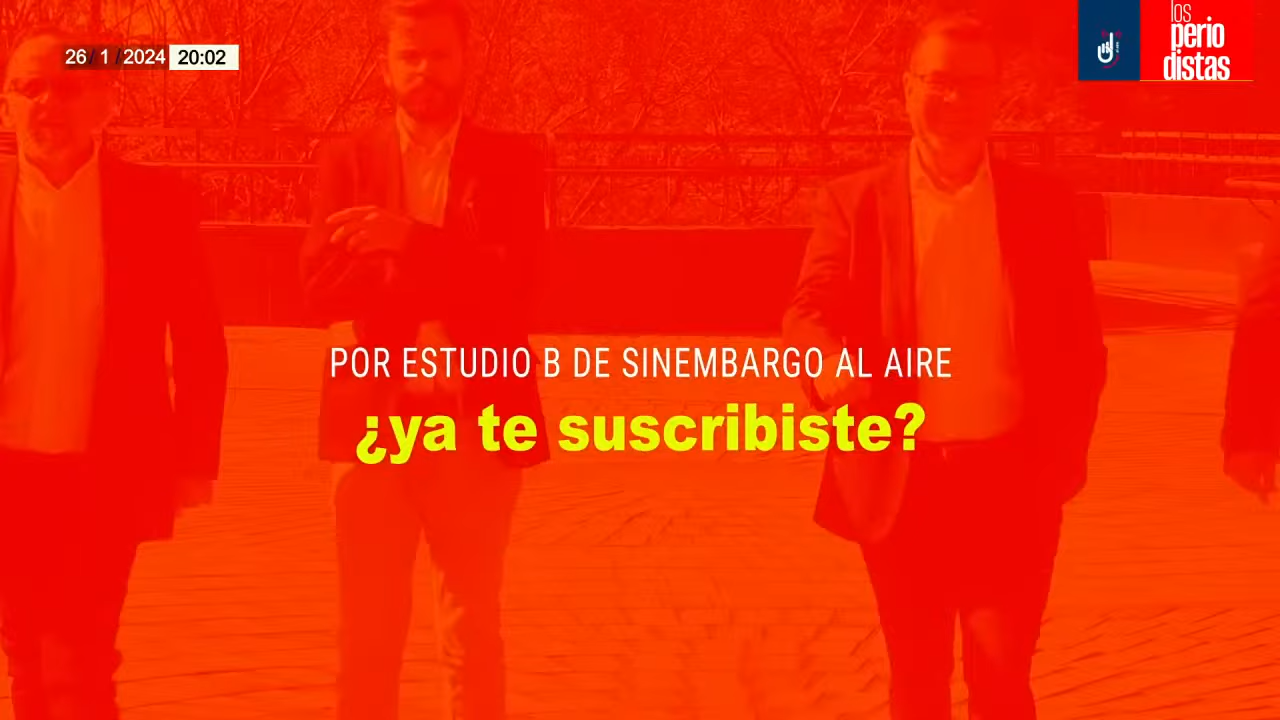 26/ 1 /2024 20:02
los
perio
distas
POR ESTUDIO B DE SINEMBARGO AL AIRE
¿ya te suscribiste?